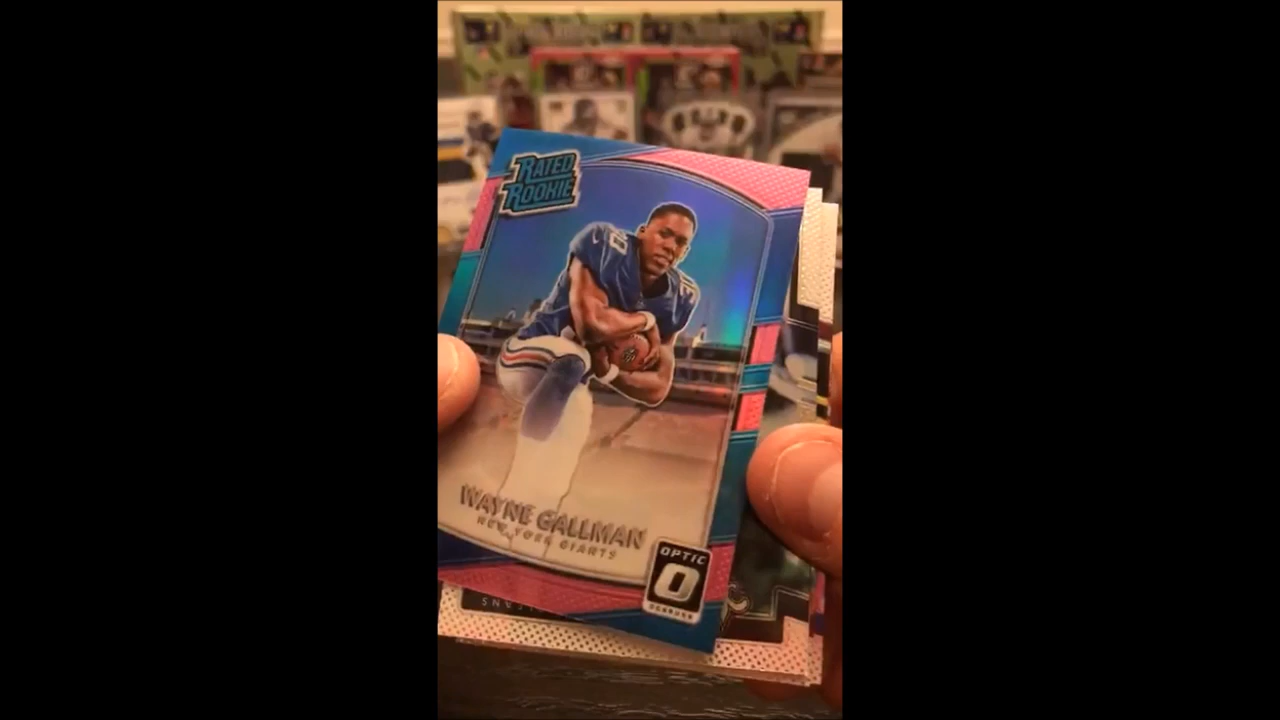 RATED
ROOKIE
WAYNE GALLMAN
NEW YORK GIANTS
OPTIC
O
DONRUSS